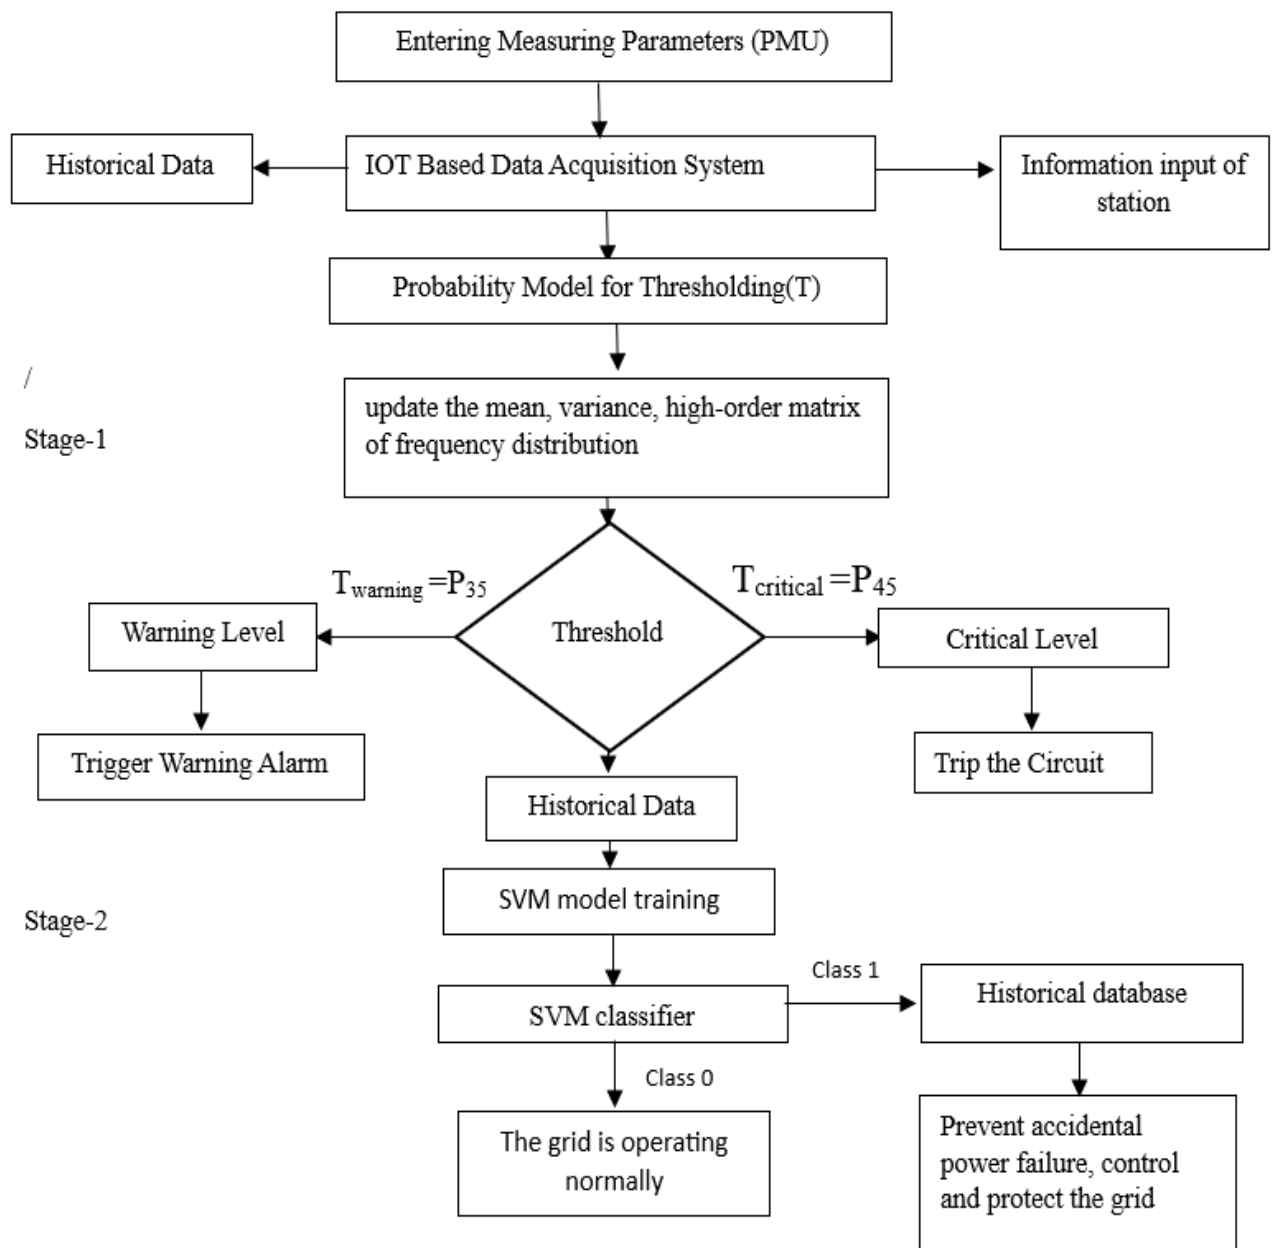 Entering Measuring Parameters (PMU)
Historical Data
IOT Based Data Acquisition System
Information input of
station
Probability Model for Thresholding(T)
/
Stage-1
update the mean, variance, high-order matrix
of frequency distribution
Twarning =P35
Tcritical =P45
Warning Level
Threshold
Critical Level
Trigger Warning Alarm
Trip the Circuit
Historical Data
SVM model training
Stage-2
Class 1
Historical database
SVM classifier
Class 0
The grid is operating
normally
Prevent accidental
power failure, control
and protect the grid